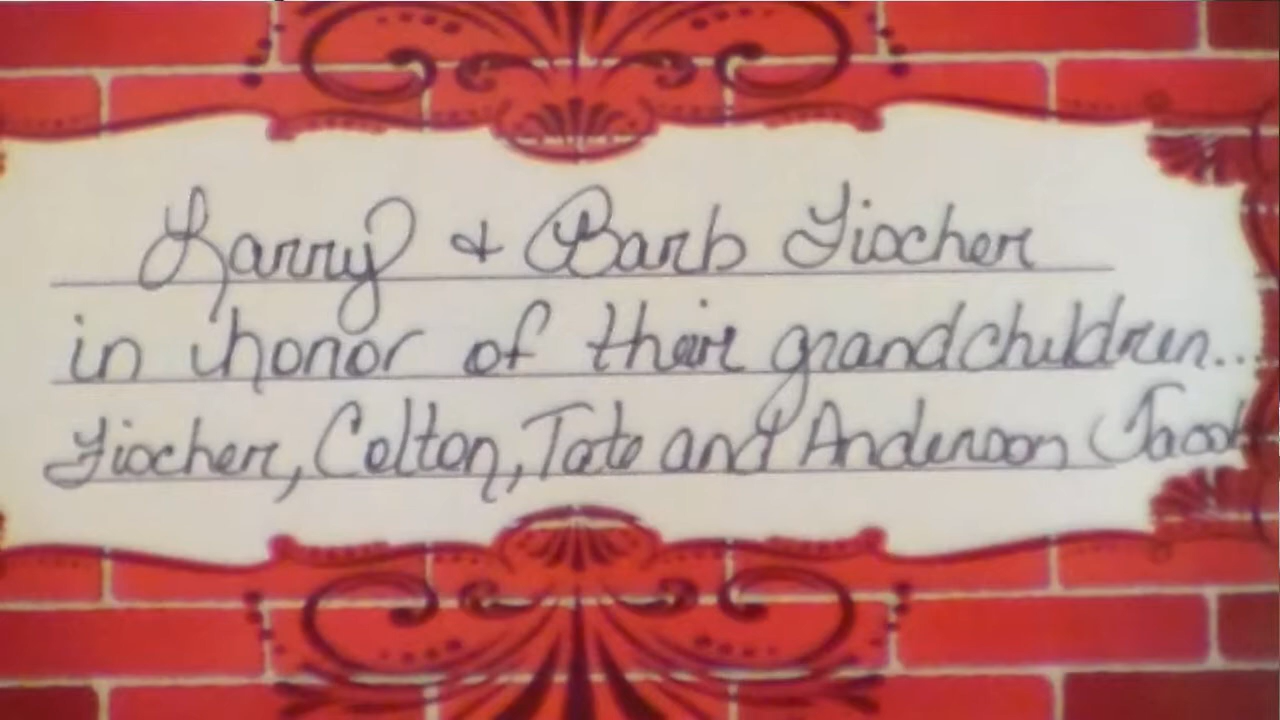 Larry & Barb Fischer
in honor of their grandchildren...
Fischer, Colton, Tate and Anderson